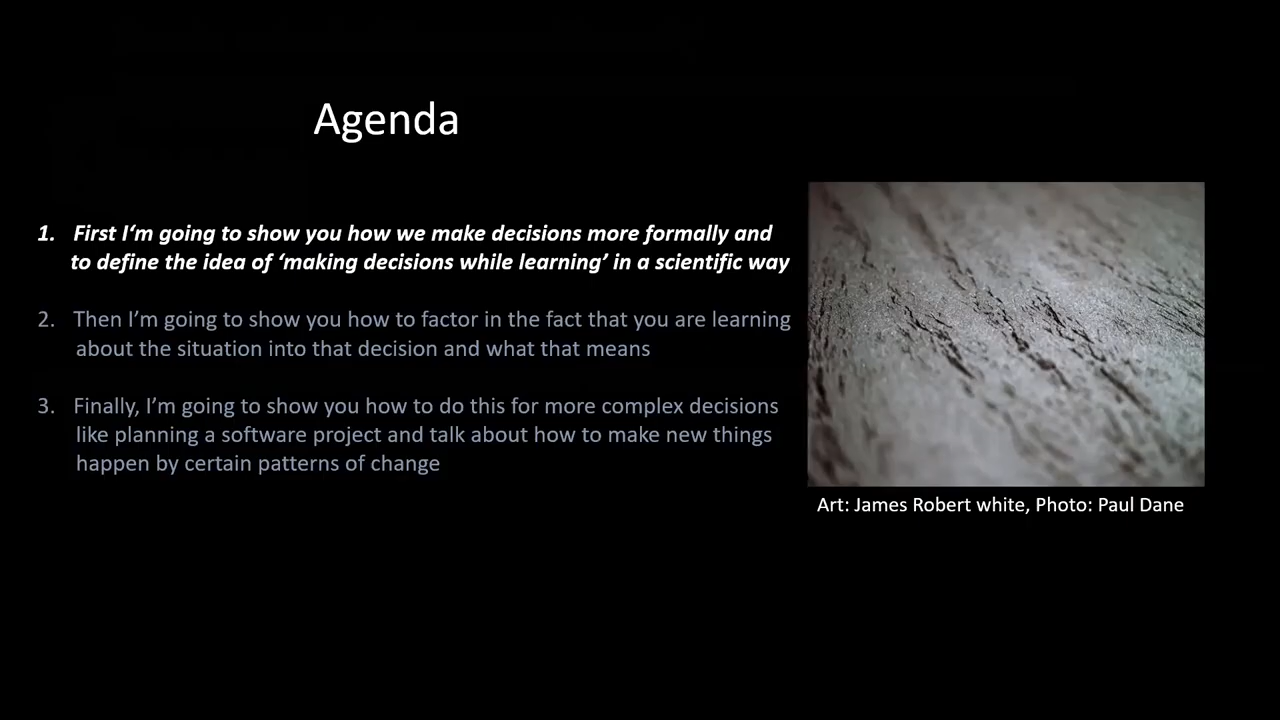 Agenda
1. First I‘m going to show you how we make decisions more formally and
to define the idea of ‘making decisions while learning’ in a scientific way
2. Then I’m going to show you how to factor in the fact that you are learning
about the situation into that decision and what that means
3. Finally, I’m going to show you how to do this for more complex decisions
like planning a software project and talk about how to make new things
happen by certain patterns of change
Art: James Robert white, Photo: Paul Dane